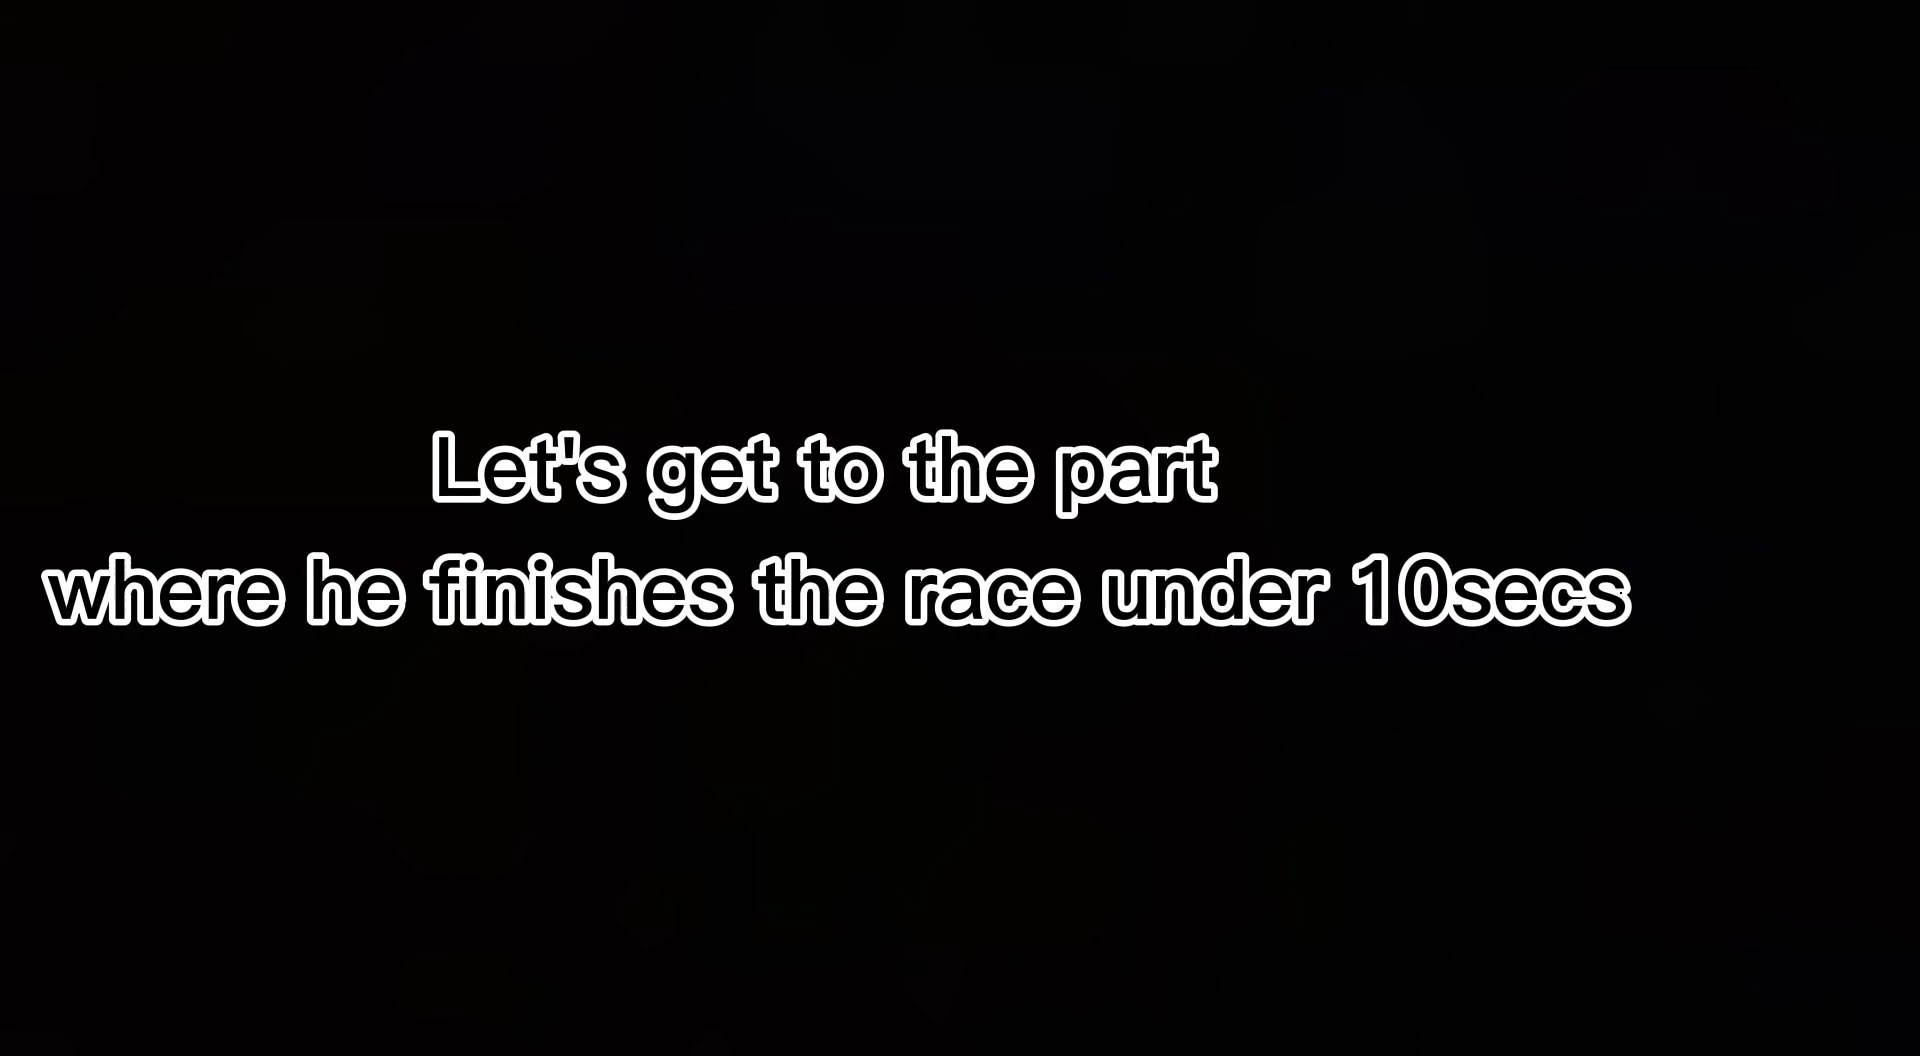 Let's get to the part
where he finishes the race under 10secs